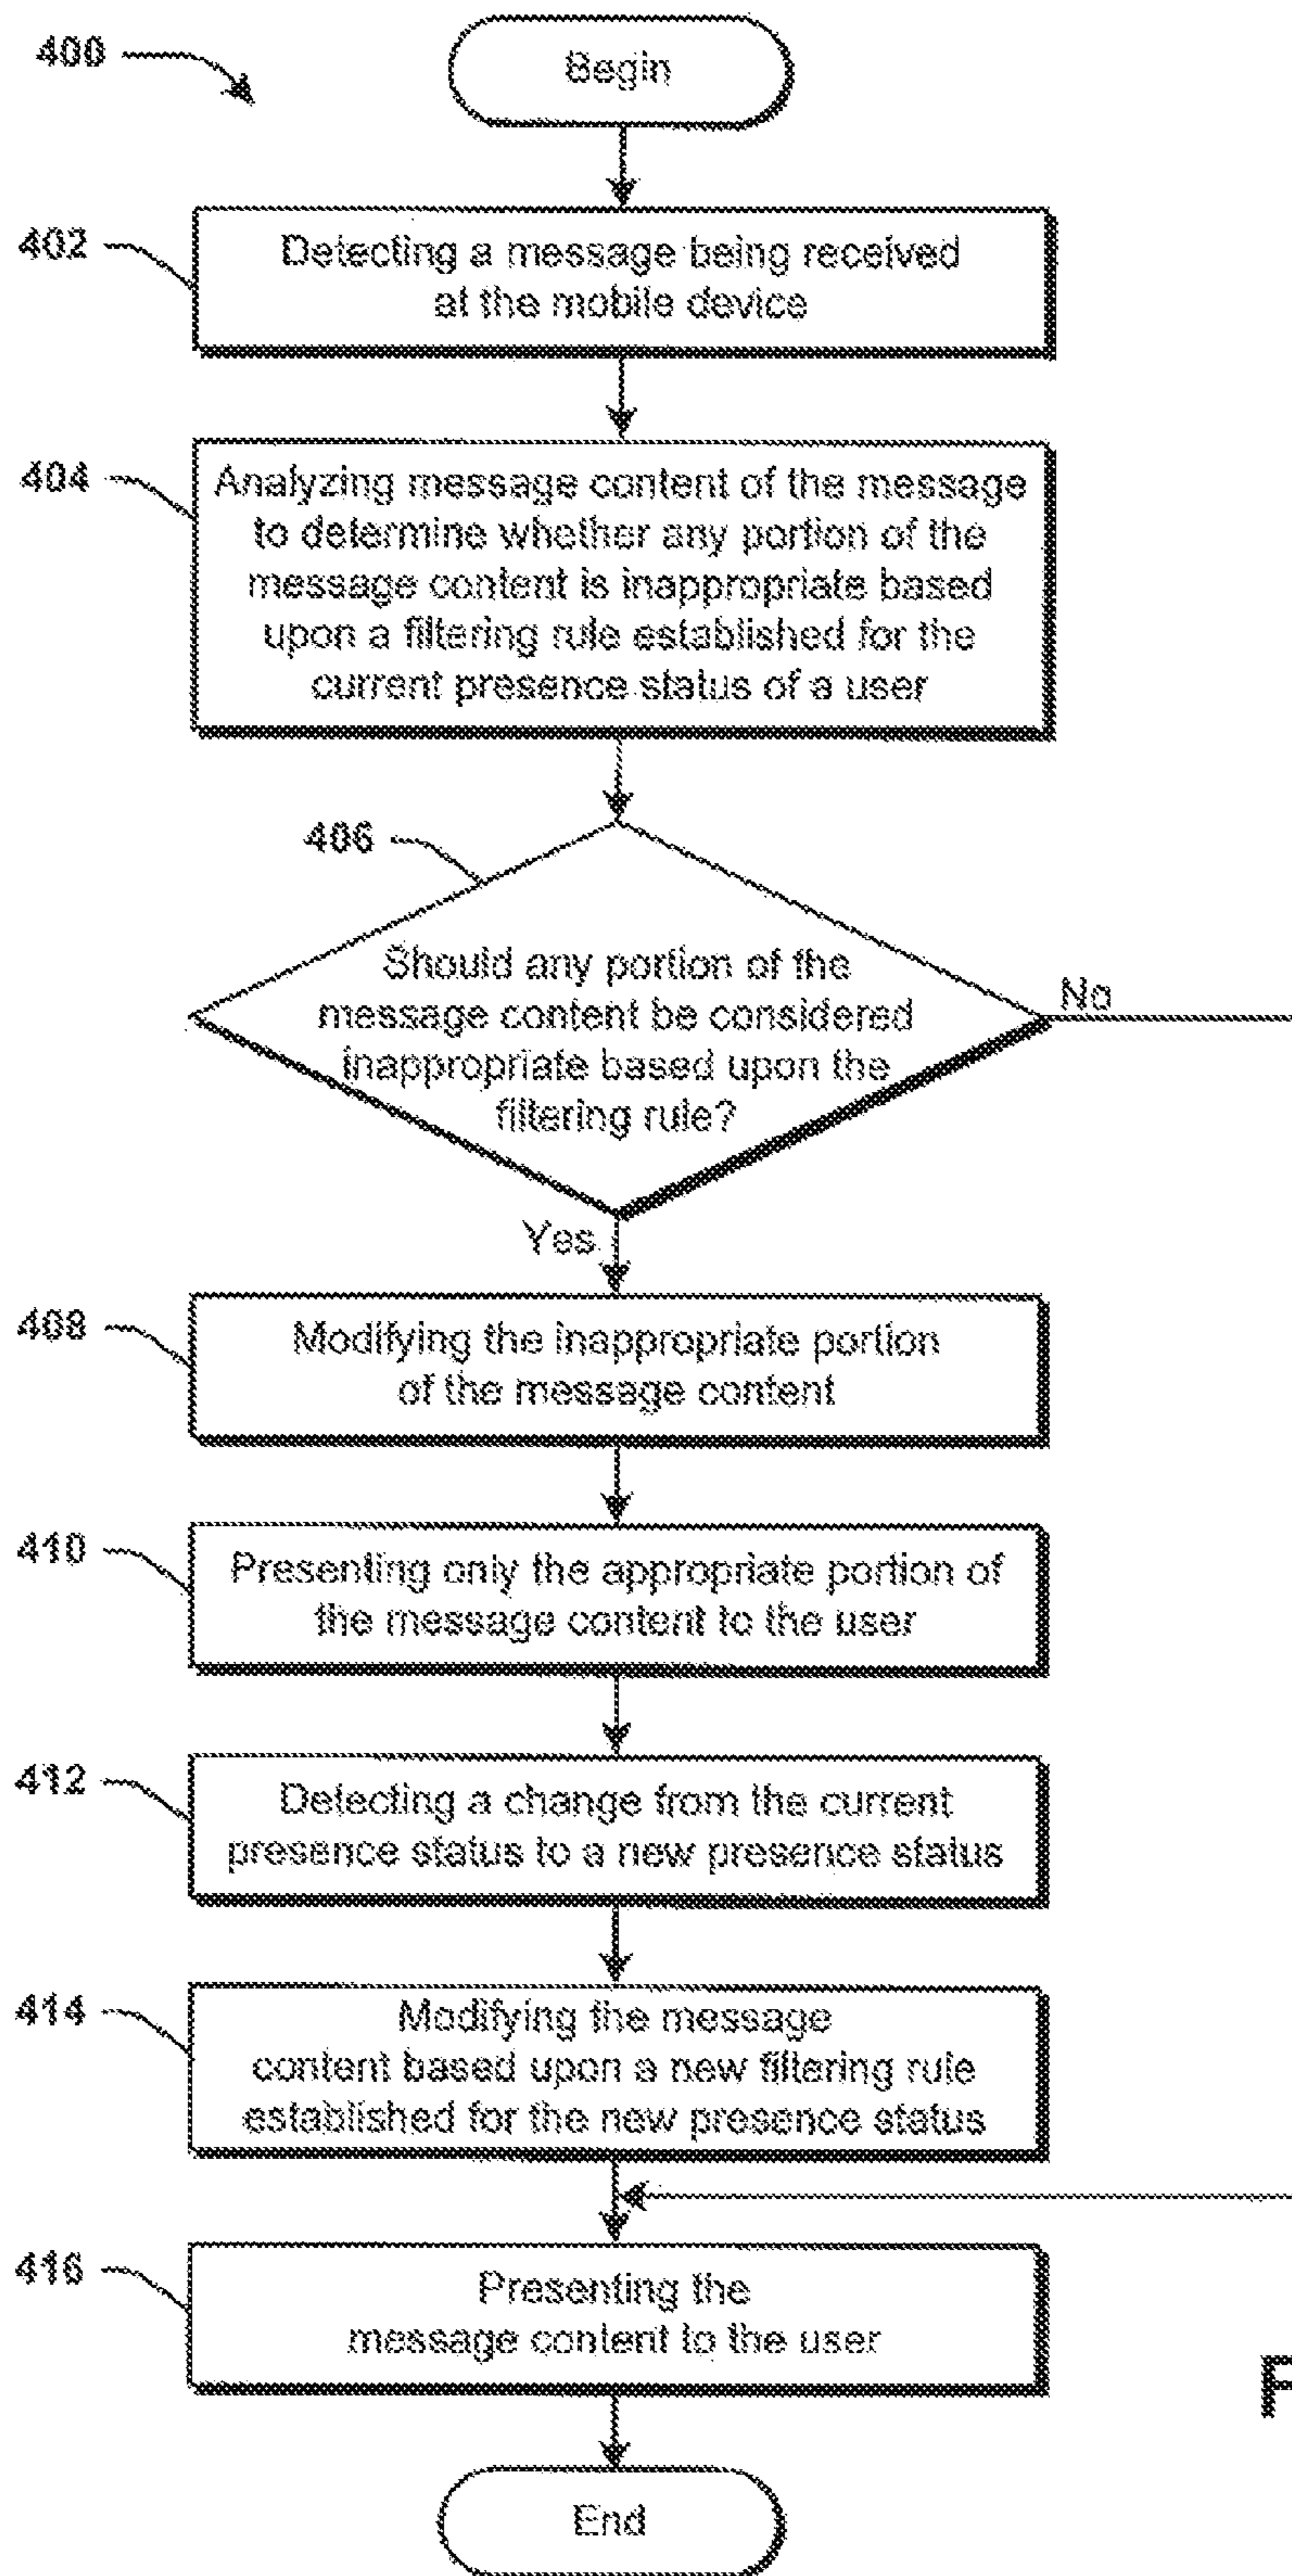 400
Begin
402
Detecting a message being received
at the mobile device
404
Analyzing message content of the message
to determine whether any portion of the
message content is inappropriate based
upon a filtering rule established for the
current presence status of a user
406
Should any portion of the
message content be considered
inappropriate based upon the
filtering rule?
No
Yes
408
Modifying the inappropriate portion
of the message content
410
Presenting only the appropriate portion of
the message content to the user
412
Detecting a change from the current
presence status to a new presence status
414
Modifying the message
content based upon a new filtering rule
established for the new presence status
416
Presenting the
message content to the user
F
End